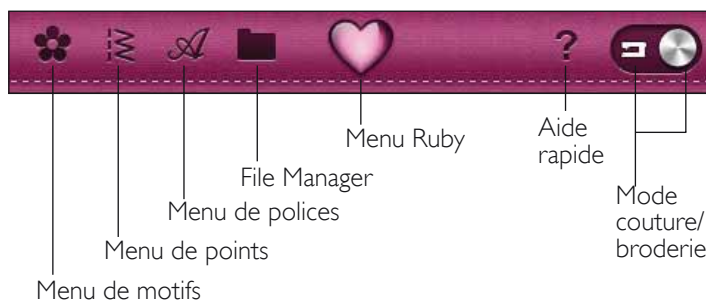 Menu Ruby
Aide
rapide
File Manager
Menu de polices
Mode
couture/
broderie
Menu de points
Menu de motifs